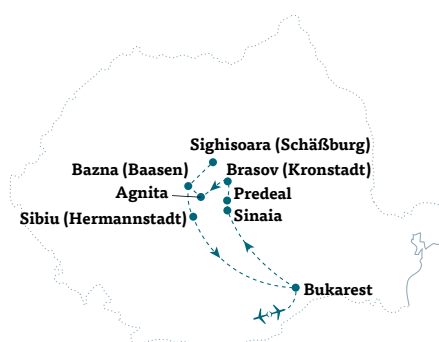 Sighisoara (Schäßburg)
Bazna (Baasen)
Brasov (Kronstadt)
Agnita
Predeal
Sibiu (Hermannstadt)
Sinaia
Bukarest